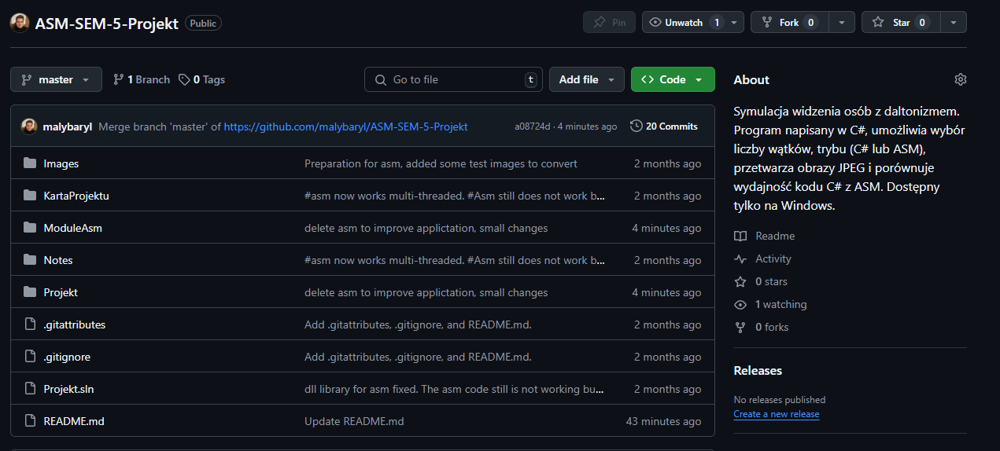 ASM-SEM-5-Projekt Public
Pin Unwatch 1 Fork 0 Star 0
master 1 Branch 0 Tags Go to file t Add file Code
malybaryl Merge branch 'master' of https://github.com/malybaryl/ASM-SEM-5-Projekt a08724d · 4 minutes ago 20 Commits
Images Preparation for asm, added some test images to convert 2 months ago
KartaProjektu #asm now works multi-threaded. #Asm still does not work b... 2 months ago
ModuleAsm delete asm to improve applictation, small changes 4 minutes ago
Notes #asm now works multi-threaded. #Asm still does not work b... 2 months ago
Projekt delete asm to improve applictation, small changes 4 minutes ago
.gitattributes Add .gitattributes, .gitignore, and README.md. 2 months ago
.gitignore Add .gitattributes, .gitignore, and README.md. 2 months ago
Projekt.sln dll library for asm fixed. The asm code still is not working bu... 2 months ago
README.md Update README.md 43 minutes ago
About
Symulacja widzenia osób z daltonizmem.
Program napisany w C#, umożliwia wybór
liczby wątków, trybu (C# lub ASM),
przetwarza obrazy JPEG i porównuje
wydajność kodu C# z ASM. Dostępny
tylko na Windows.
Readme
Activity
0 stars
1 watching
0 forks
Releases
No releases published
Create a new release